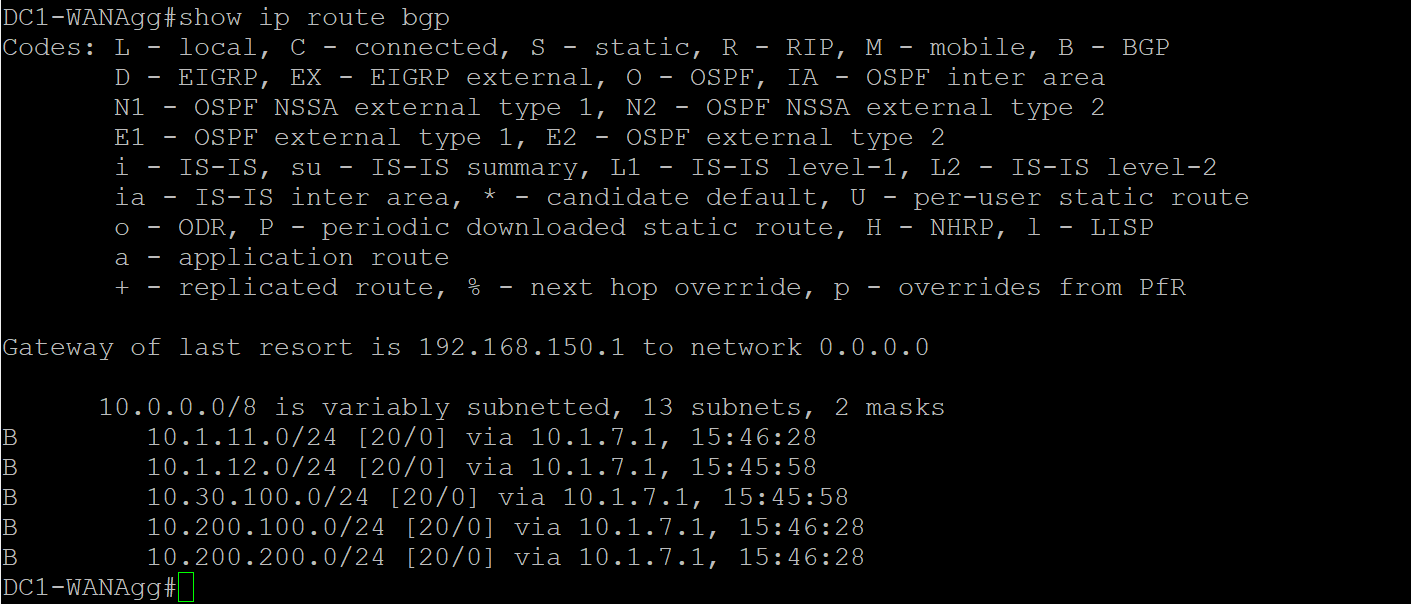 DC1-WANAgg#show ip route bgp
Codes: L - local, C - connected, S - static, R - RIP, M - mobile, B - BGP
       D - EIGRP, EX - EIGRP external, O - OSPF, IA - OSPF inter area
       N1 - OSPF NSSA external type 1, N2 - OSPF NSSA external type 2
       E1 - OSPF external type 1, E2 - OSPF external type 2
       i - IS-IS, su - IS-IS summary, L1 - IS-IS level-1, L2 - IS-IS level-2
       ia - IS-IS inter area, * - candidate default, U - per-user static route
       o - ODR, P - periodic downloaded static route, H - NHRP, l - LISP
       a - application route
       + - replicated route, % - next hop override, p - overrides from PfR

Gateway of last resort is 192.168.150.1 to network 0.0.0.0

      10.0.0.0/8 is variably subnetted, 13 subnets, 2 masks
B        10.1.11.0/24 [20/0] via 10.1.7.1, 15:46:28
B        10.1.12.0/24 [20/0] via 10.1.7.1, 15:45:58
B        10.30.100.0/24 [20/0] via 10.1.7.1, 15:45:58
B        10.200.100.0/24 [20/0] via 10.1.7.1, 15:46:28
B        10.200.200.0/24 [20/0] via 10.1.7.1, 15:46:28
DC1-WANAgg#